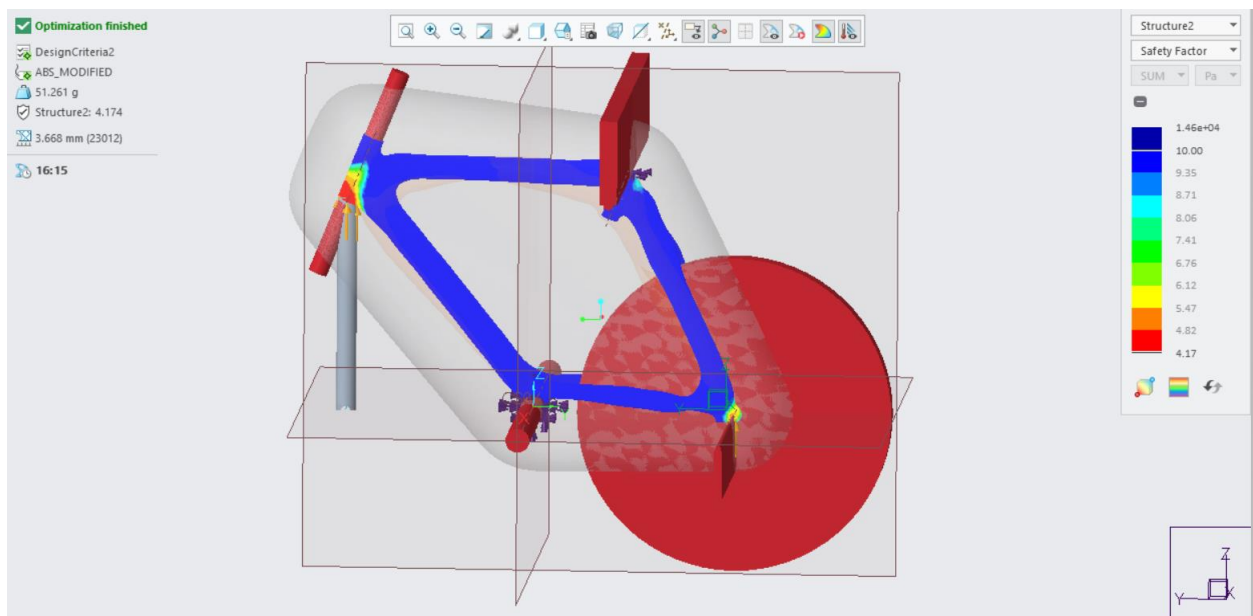 Optimization finished
DesignCriteria2
ABS_MODIFIED
51.261 g
Structure2: 4.174
3.668 mm (23012)
16:15
Structure2
Safety Factor
SUM
Pa
1.46e+04
10.00
9.35
8.71
8.06
7.41
6.76
6.12
5.47
4.82
4.17
Z
X
Y
Z
Y
X